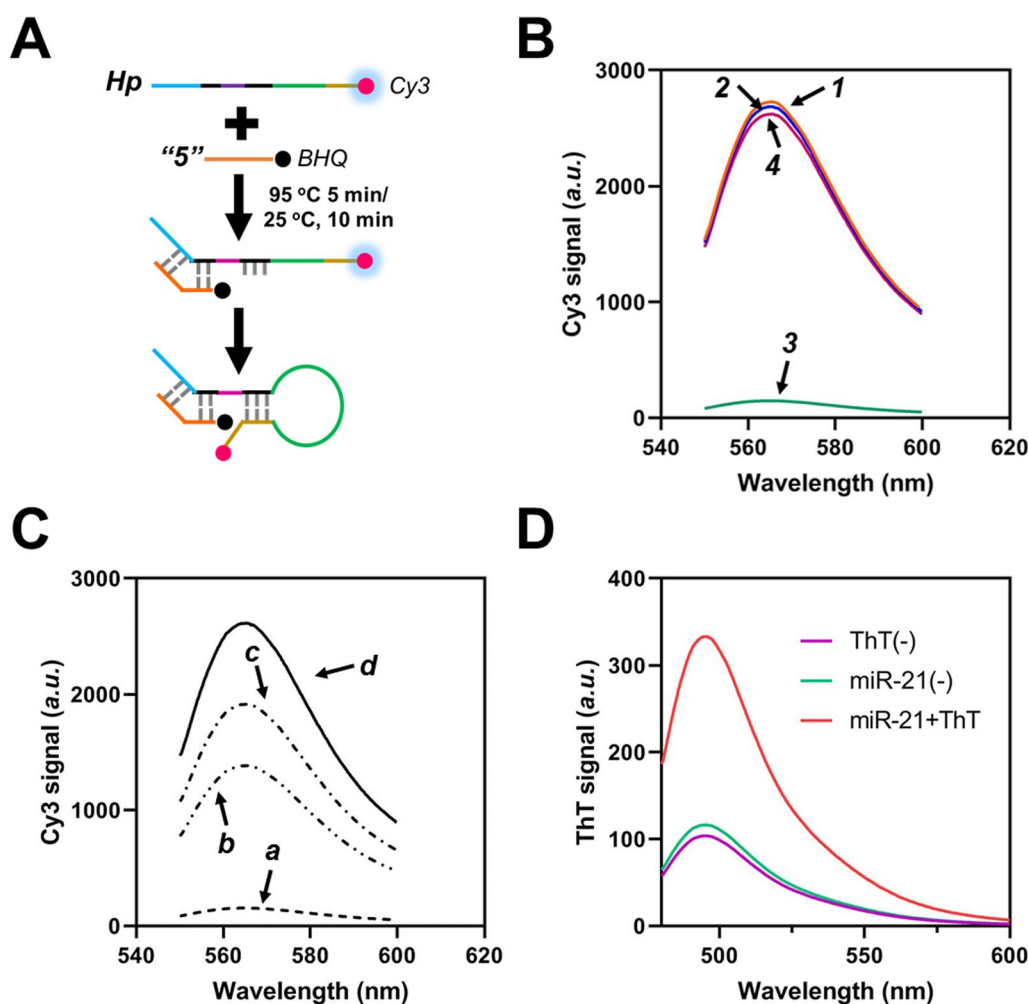 A
Hp
Cy3
"5"
BHQ
95 °C 5 min/
25 °C, 10 min
B
3000
2000
1000
0
540
560
580
600
620
Cy3 signal (a.u.)
Wavelength (nm)
2
1
4
3
C
3000
2000
1000
0
540
560
580
600
620
Cy3 signal (a.u.)
Wavelength (nm)
c
d
b
a
D
400
300
200
100
0
500
550
600
ThT signal (a.u.)
Wavelength (nm)
ThT(-)
miR-21(-)
miR-21+ThT